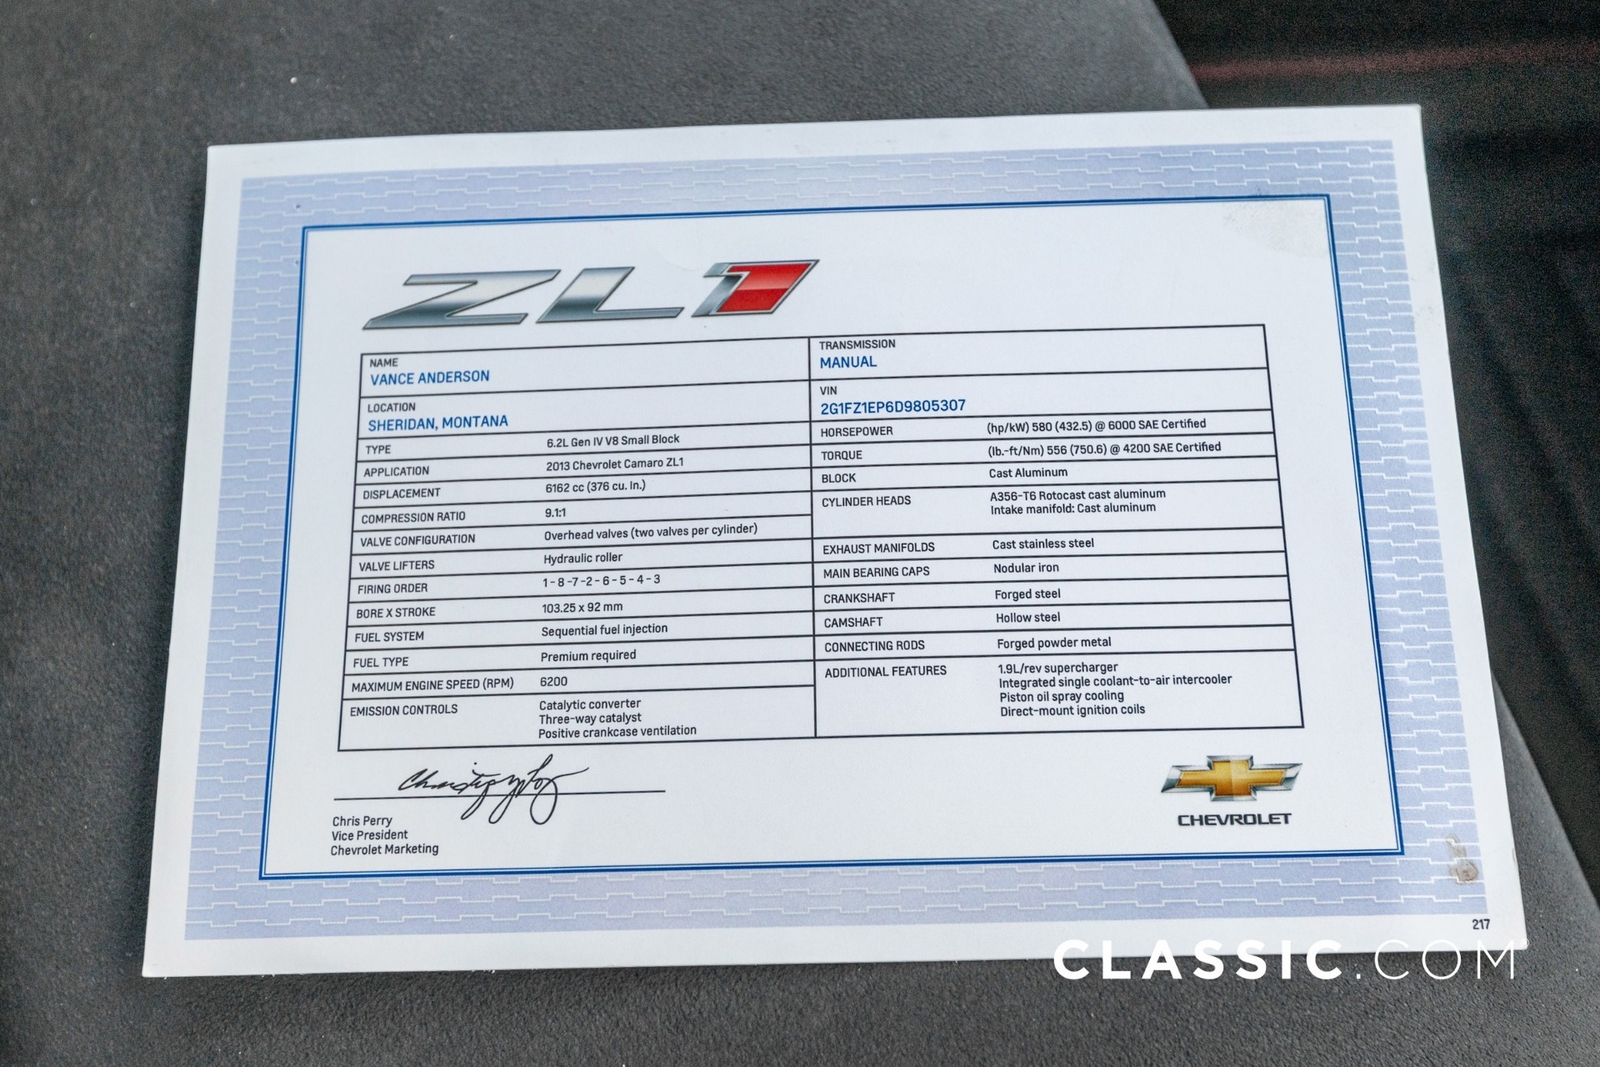 ZL1
NAME
VANCE ANDERSON
LOCATION
SHERIDAN, MONTANA
TYPE 6.2L Gen IV V8 Small Block
APPLICATION 2013 Chevrolet Camaro ZL1
DISPLACEMENT 6162 cc (376 cu. In.)
COMPRESSION RATIO 9.1:1
VALVE CONFIGURATION Overhead valves (two valves per cylinder)
VALVE LIFTERS Hydraulic roller
FIRING ORDER 1-8-7-2-6-5-4-3
BORE X STROKE 103.25 x 92 mm
FUEL SYSTEM Sequential fuel injection
FUEL TYPE Premium required
MAXIMUM ENGINE SPEED (RPM) 6200
EMISSION CONTROLS Catalytic converter
Three-way catalyst
Positive crankcase ventilation
TRANSMISSION
MANUAL
VIN
2G1FZ1EP6D9805307
HORSEPOWER (hp/kW) 580 (432.5) @ 6000 SAE Certified
TORQUE (lb.-ft/Nm) 556 (750.6) @ 4200 SAE Certified
BLOCK Cast Aluminum
CYLINDER HEADS A356-T6 Rotocast cast aluminum
Intake manifold: Cast aluminum
EXHAUST MANIFOLDS Cast stainless steel
MAIN BEARING CAPS Nodular iron
CRANKSHAFT Forged steel
CAMSHAFT Hollow steel
CONNECTING RODS Forged powder metal
ADDITIONAL FEATURES 1.9L/rev supercharger
Integrated single coolant-to-air intercooler
Piston oil spray cooling
Direct-mount ignition coils
Chris Perry
Vice President
Chevrolet Marketing
CHEVROLET
217
CLASSIC.COM